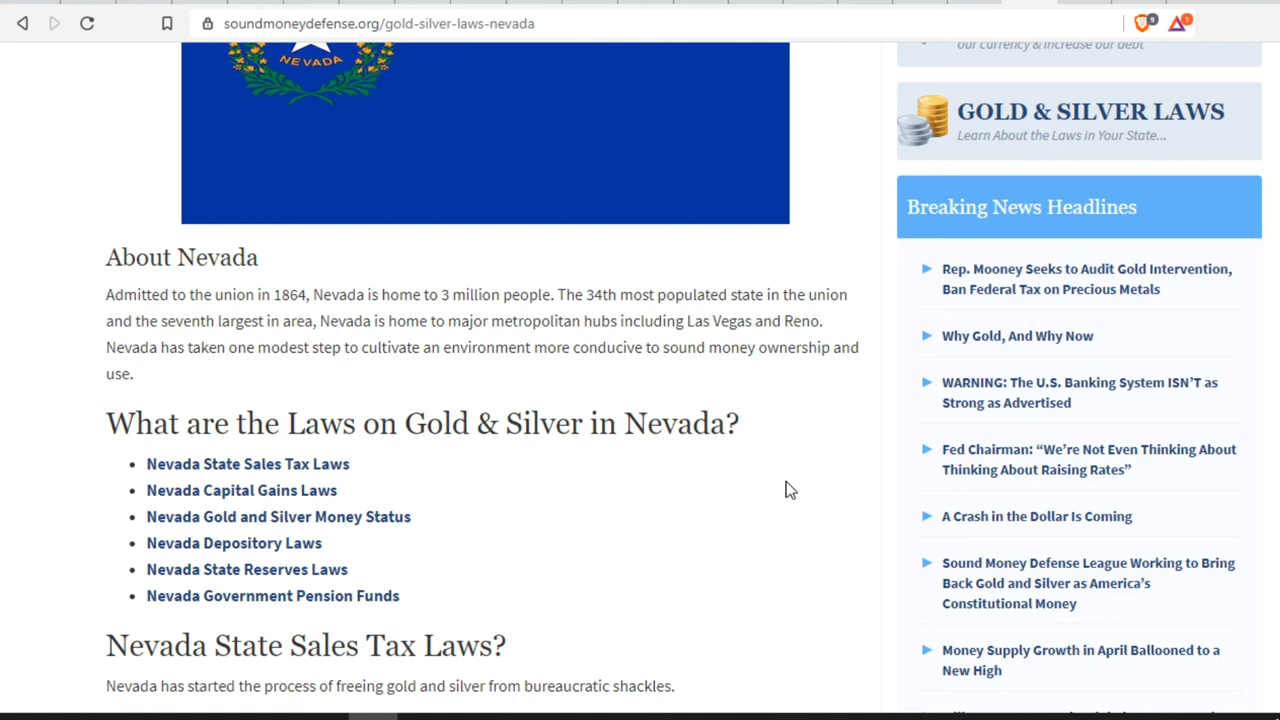 soundmoneydefense.org/gold-silver-laws-nevada
9
1
NEVADA
About Nevada
Admitted to the union in 1864, Nevada is home to 3 million people. The 34th most populated state in the union
and the seventh largest in area, Nevada is home to major metropolitan hubs including Las Vegas and Reno.
Nevada has taken one modest step to cultivate an environment more conducive to sound money ownership and
use.
What are the Laws on Gold & Silver in Nevada?
Nevada State Sales Tax Laws
Nevada Capital Gains Laws
Nevada Gold and Silver Money Status
Nevada Depository Laws
Nevada State Reserves Laws
Nevada Government Pension Funds
Nevada State Sales Tax Laws?
Nevada has started the process of freeing gold and silver from bureaucratic shackles.
our currency & increase our debt
GOLD & SILVER LAWS
Learn About the Laws in Your State...
Breaking News Headlines
Rep. Mooney Seeks to Audit Gold Intervention,
Ban Federal Tax on Precious Metals
Why Gold, And Why Now
WARNING: The U.S. Banking System ISN'T as
Strong as Advertised
Fed Chairman: “We’re Not Even Thinking About
Thinking About Raising Rates”
A Crash in the Dollar Is Coming
Sound Money Defense League Working to Bring
Back Gold and Silver as America’s
Constitutional Money
Money Supply Growth in April Ballooned to a
New High